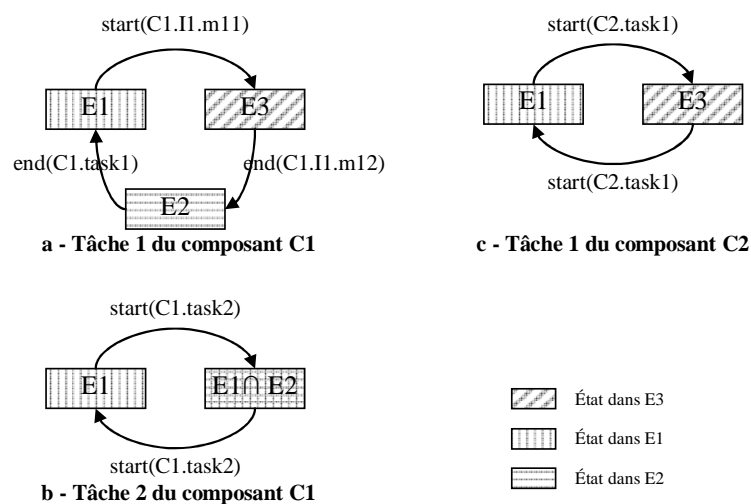 start(C1.I1.m11)
E1
E3
end(C1.task1)
end(C1.I1.m12)
E2
a - Tâche 1 du composant C1
start(C2.task1)
E1
E3
start(C2.task1)
c - Tâche 1 du composant C2
start(C1.task2)
E1
E1∩ E2
start(C1.task2)
b - Tâche 2 du composant C1
État dans E3
État dans E1
État dans E2